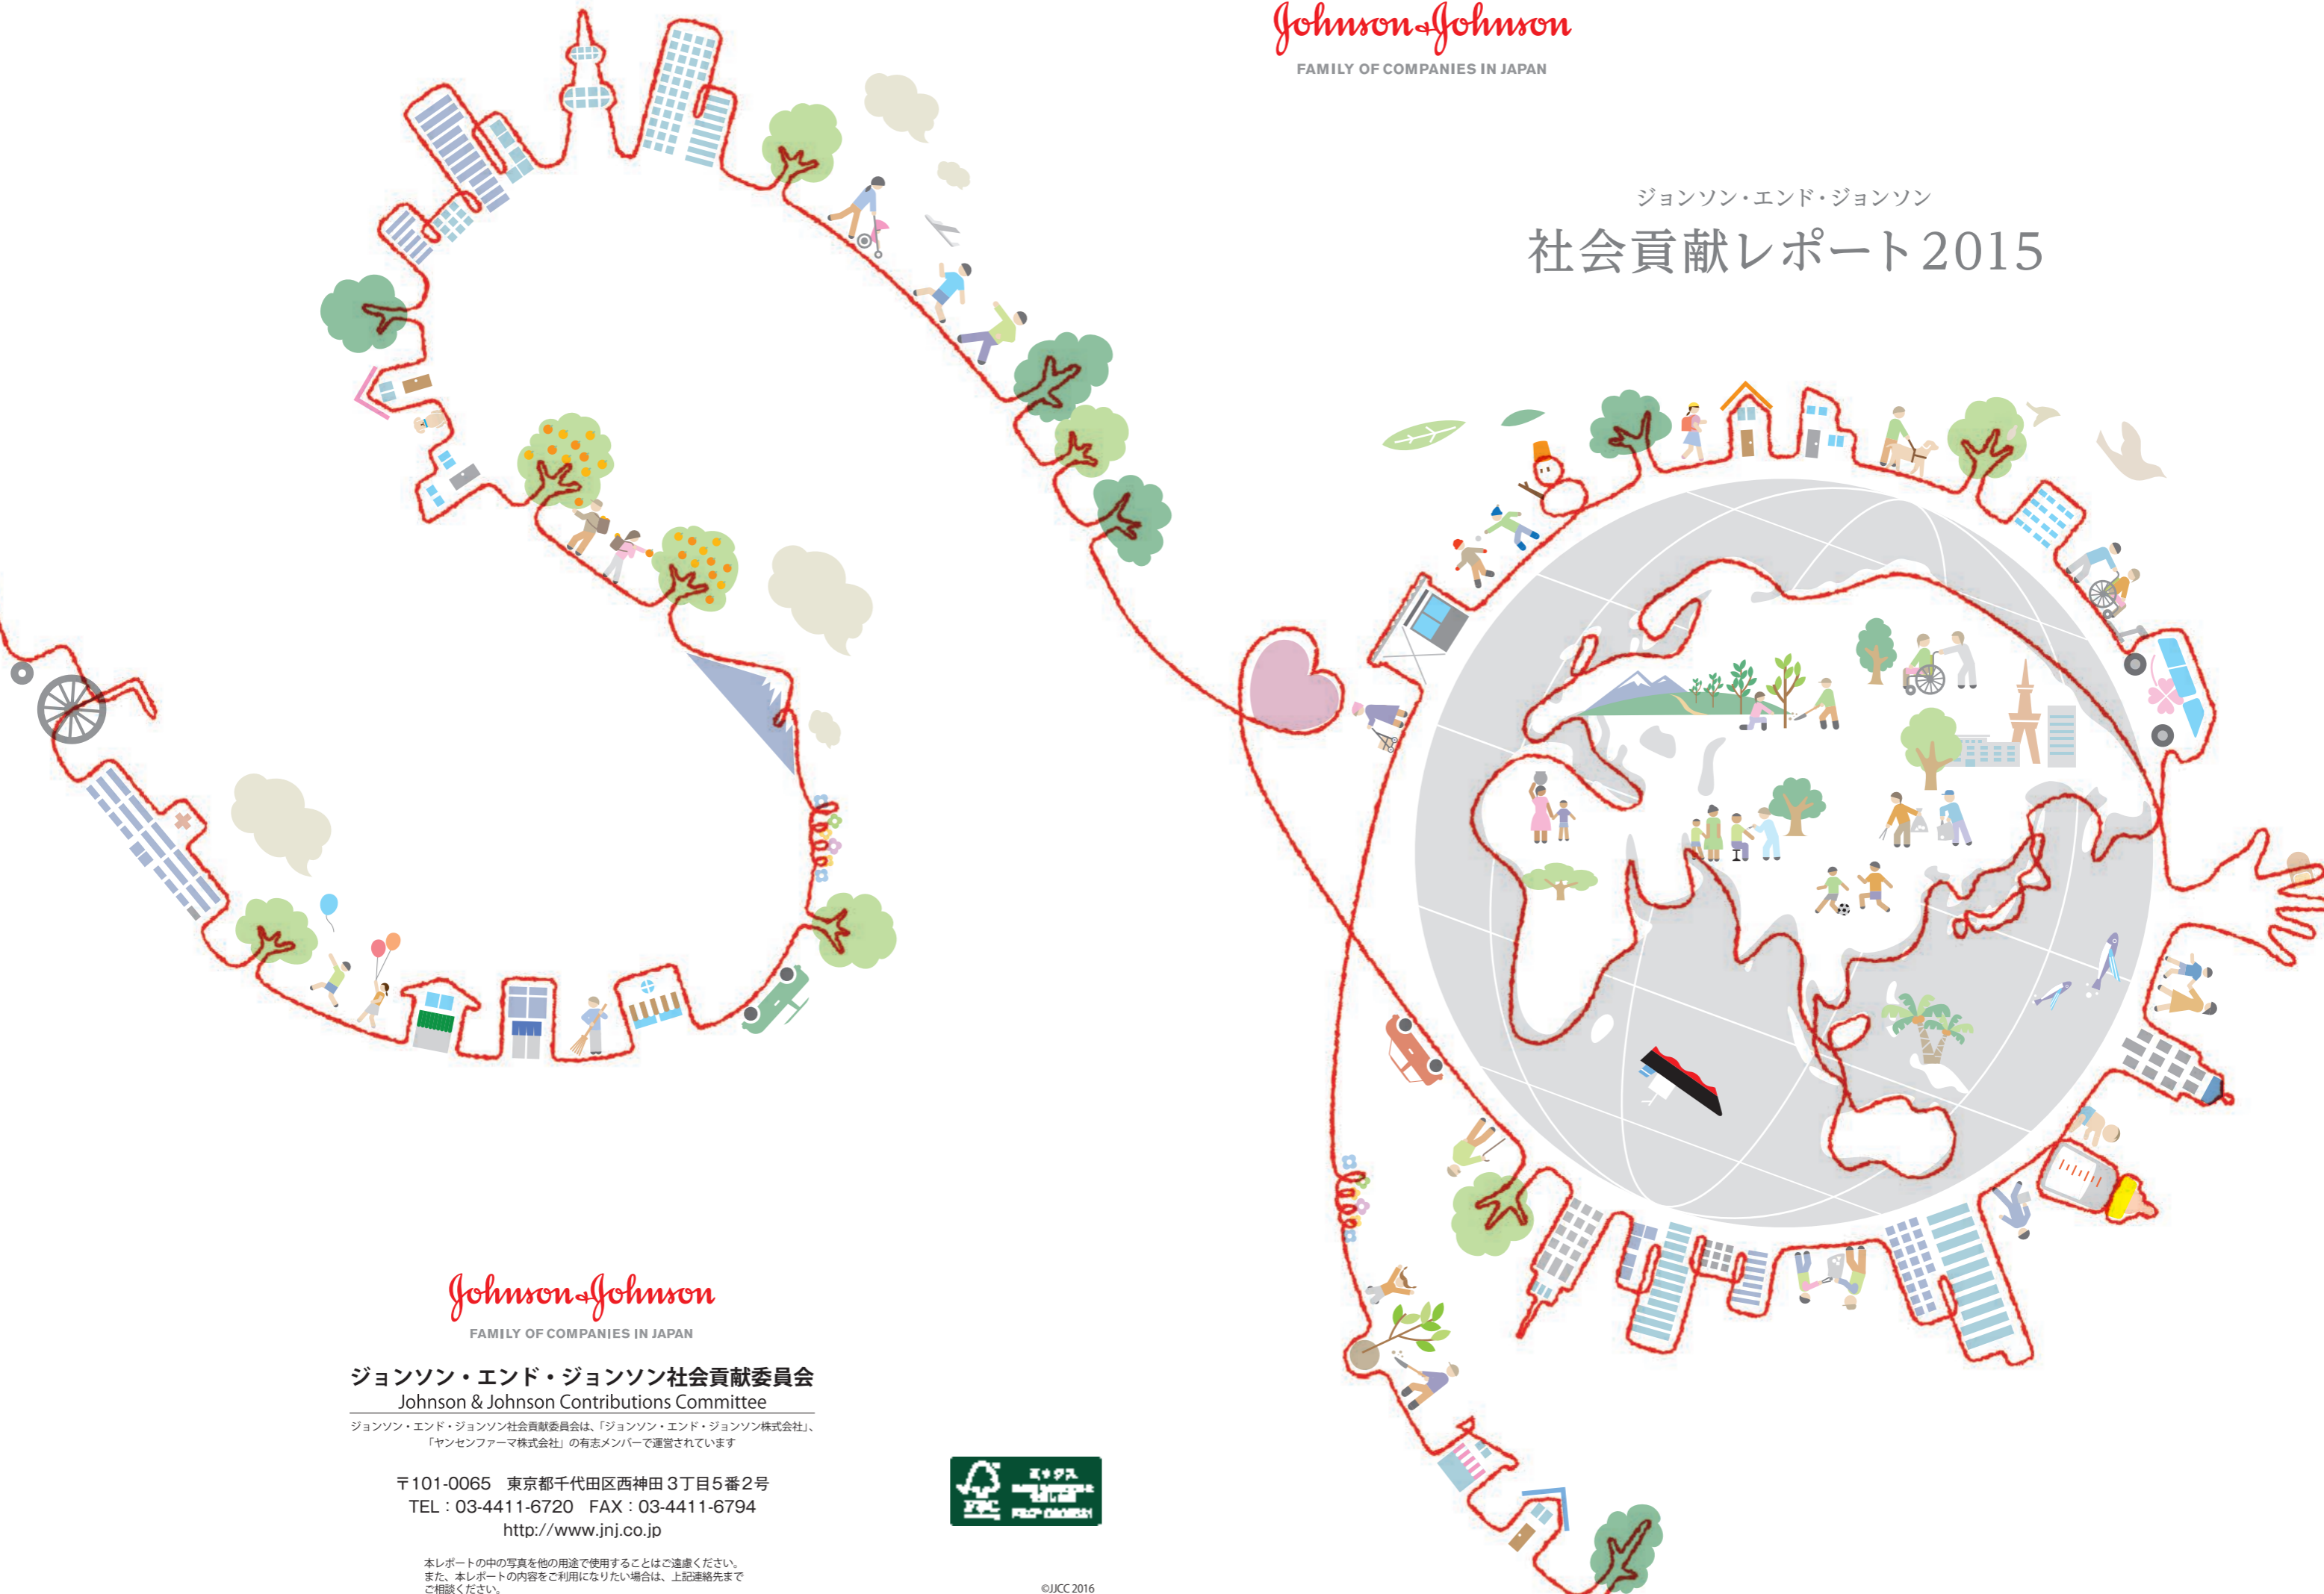 Johnson&Johnson
FAMILY OF COMPANIES IN JAPAN
ジョンソン・エンド・ジョンソン
社会貢献レポート2015
Johnson&Johnson
FAMILY OF COMPANIES IN JAPAN
ジョンソン・エンド・ジョンソン社会貢献委員会
Johnson & Johnson Contributions Committee
ジョンソン・エンド・ジョンソン社会貢献委員会は、「ジョンソン・エンド・ジョンソン株式会社」、
「ヤンセンファーマ株式会社」の有志メンバーで運営されています
〒101-0065　東京都千代田区西神田3丁目5番2号
TEL：03-4411-6720　FAX：03-4411-6794
http://www.jnj.co.jp
本レポートの中の写真を他の用途で使用することはご遠慮ください。
また、本レポートの内容をご利用になりたい場合は、上記連絡先まで
ご相談ください。
ミックス
FSC
©JJCC 2016